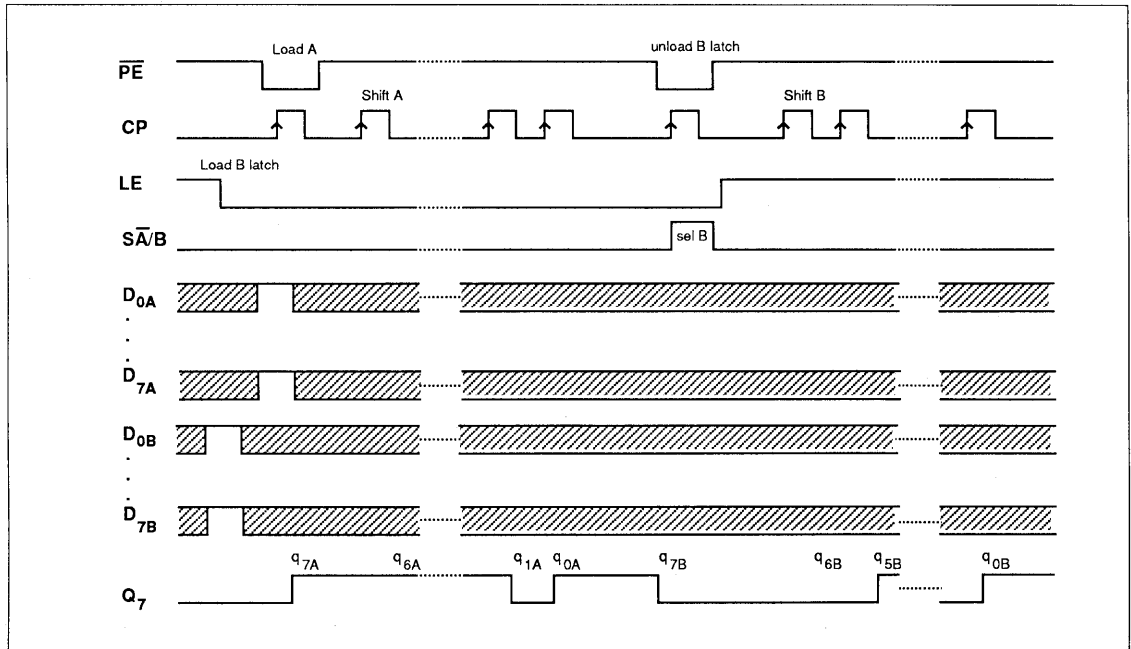 Load A
unload B latch
PE
Shift A
Shift B
CP
Load B latch
LE
SA/B
sel B
D0A
D7A
D0B
D7B
q7A
q6A
q1A
q0A
q7B
q6B
q5B
q0B
Q7